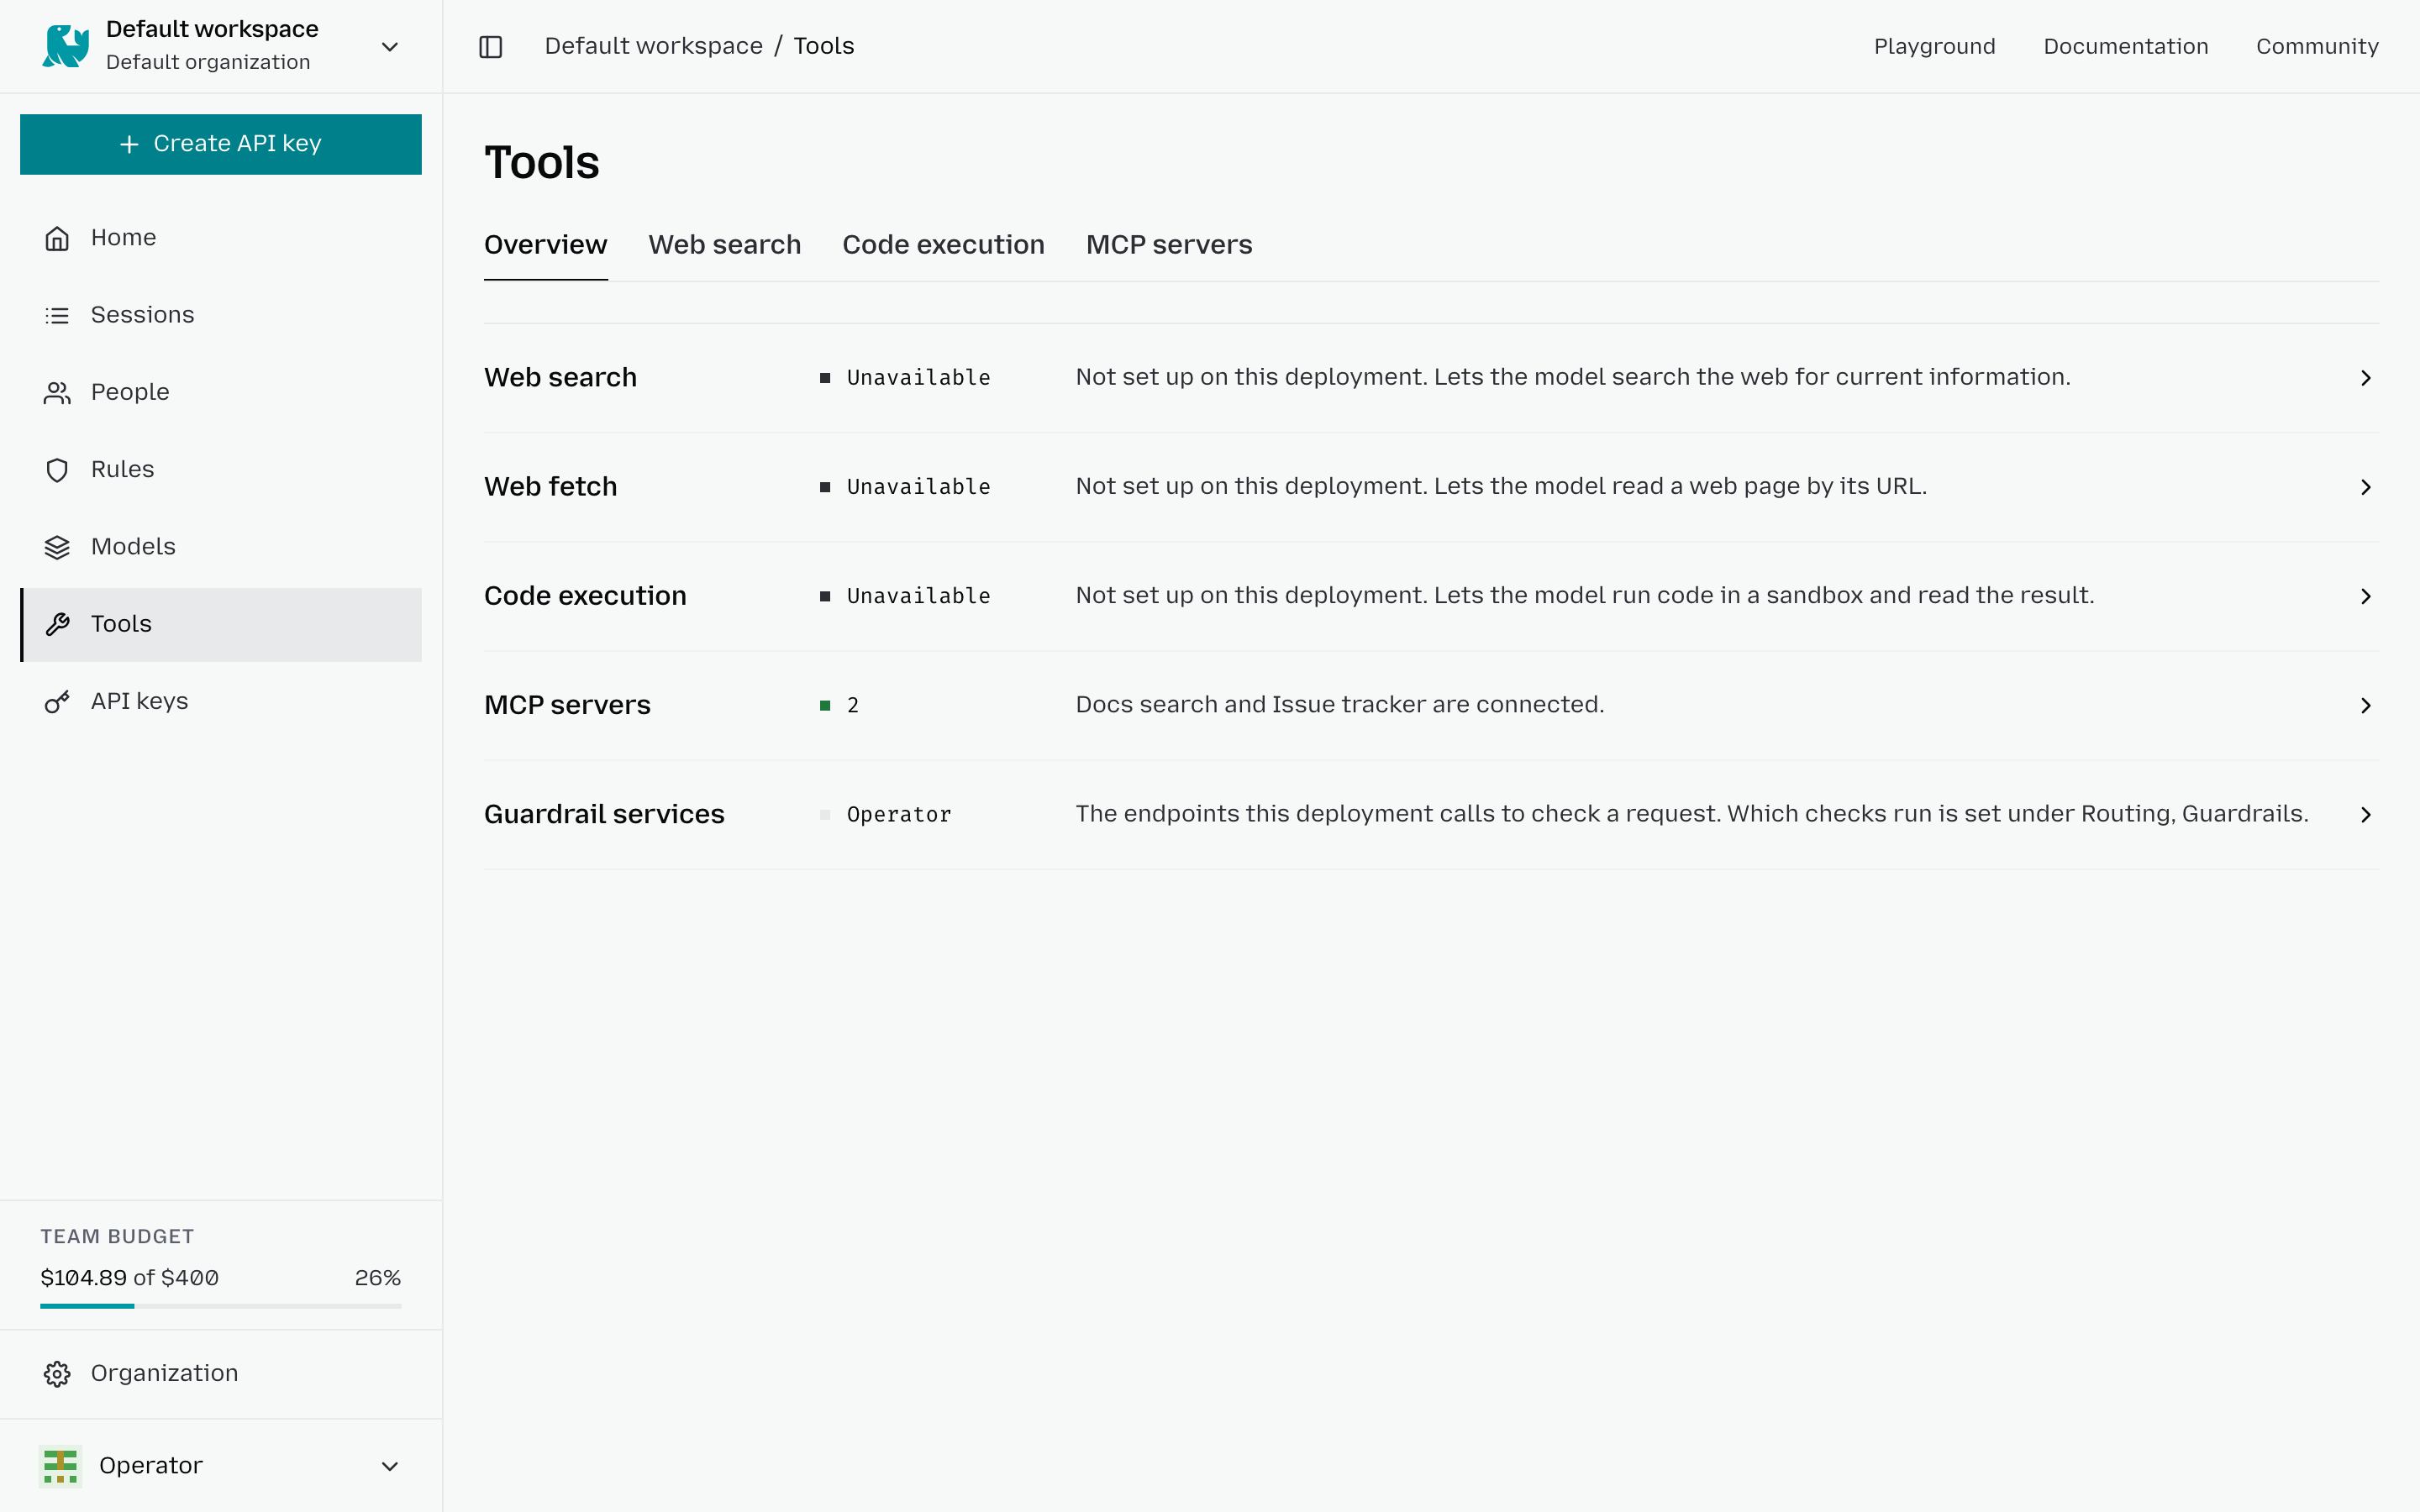 Default workspace
Default organization
Default workspace / Tools
Playground
Documentation
Community
Create API key
Home
Sessions
People
Rules
Models
Tools
API keys
TEAM BUDGET
$104.89 of $400
26%
Organization
Operator
Tools
Overview
Web search
Code execution
MCP servers
Web search
Unavailable
Not set up on this deployment. Lets the model search the web for current information.
Web fetch
Unavailable
Not set up on this deployment. Lets the model read a web page by its URL.
Code execution
Unavailable
Not set up on this deployment. Lets the model run code in a sandbox and read the result.
MCP servers
2
Docs search and Issue tracker are connected.
Guardrail services
Operator
The endpoints this deployment calls to check a request. Which checks run is set under Routing, Guardrails.